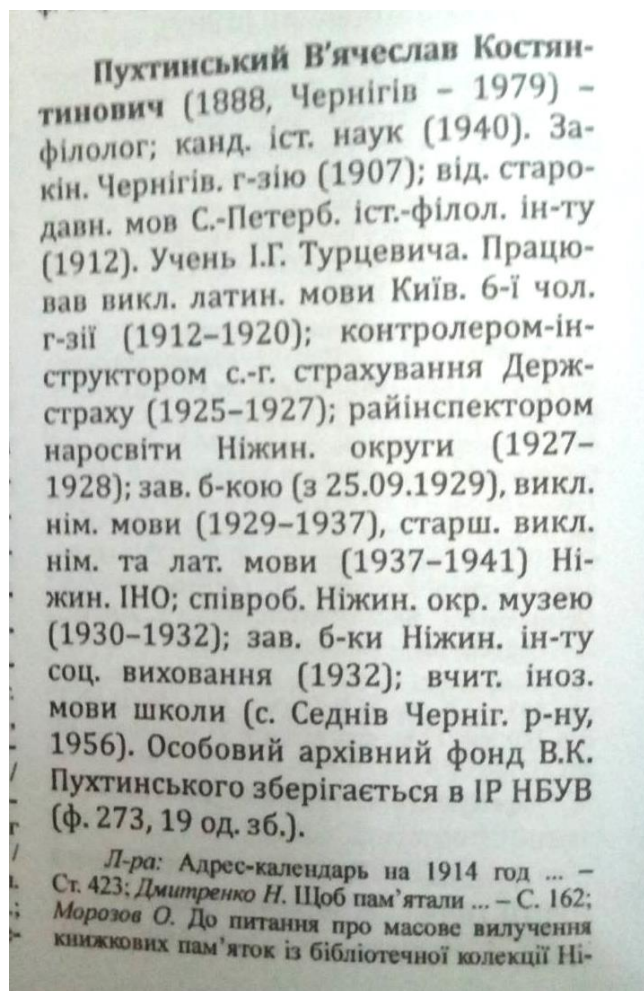 Пухтинський В'ячеслав Костян-
тинович (1888, Чернігів – 1979) –
філолог; канд. іст. наук (1940). За-
кін. Чернігів. г-зію (1907); від. старо-
давн. мов С.-Петерб. іст.-філол. ін-ту
(1912). Учень І.Г. Турцевича. Працю-
вав викл. латин. мови Київ. 6-ї чол.
г-зії (1912–1920); контролером-ін-
структором с.-г. страхування Держ-
страху (1925–1927); райінспектором
наросвіти Ніжин. округи (1927–
1928); зав. б-кою (з 25.09.1929), викл.
нім. мови (1929–1937), старш. викл.
нім. та лат. мови (1937–1941) Ні-
жин. ІНО; співроб. Ніжин. окр. музею
(1930–1932); зав. б-ки Ніжин. ін-ту
соц. виховання (1932); вчит. іноз.
мови школи (с. Седнів Черніг. р-ну,
1956). Особовий архівний фонд В.К.
Пухтинського зберігається в ІР НБУВ
(ф. 273, 19 од. зб.).
Л-ра: Адрес-календарь на 1914 год ... –
Ст. 423; Дмитренко Н. Щоб пам'ятали ... – С. 162;
Морозов О. До питання про масове вилучення
книжкових пам'яток із бібліотечної колекції Ні-